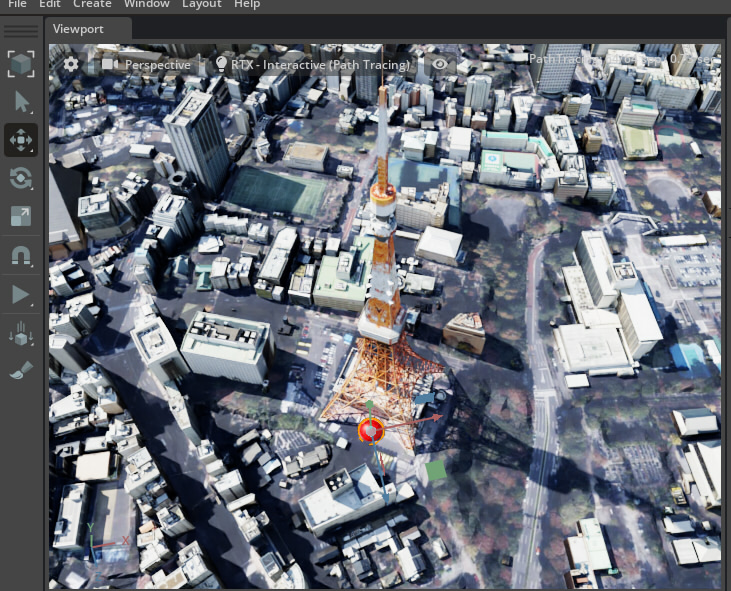 File Edit Create Window Layout Help
Viewport
Perspective RTX - Interactive (Path Tracing)
Y
X